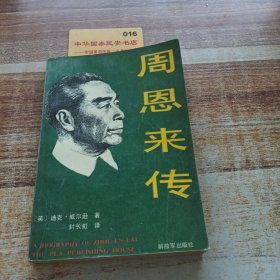 016
中华国泰民安书店
周恩来传
(英)迪克·威尔逊 著
封长虹 译
A BIOGRAPHY OF ZHOU EN-LAI
THE PLA PUBLISHING HOUSE
解放军出版社